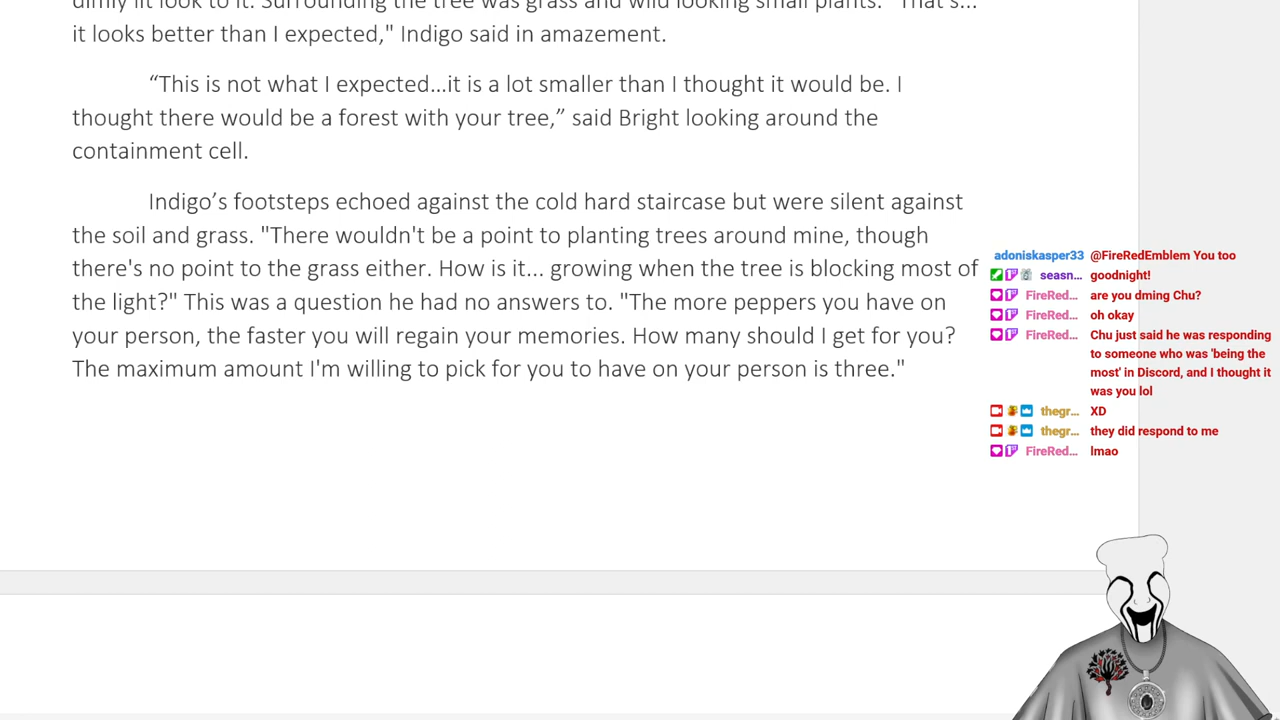 dimly lit look to it. Surrounding the tree was grass and wild looking small plants. "That's...
it looks better than I expected," Indigo said in amazement.
“This is not what I expected...it is a lot smaller than I thought it would be. I
thought there would be a forest with your tree,” said Bright looking around the
containment cell.
Indigo’s footsteps echoed against the cold hard staircase but were silent against
the soil and grass. "There wouldn't be a point to planting trees around mine, though
there's no point to the grass either. How is it... growing when the tree is blocking most of
the light?" This was a question he had no answers to. "The more peppers you have on
your person, the faster you will regain your memories. How many should I get for you?
The maximum amount I'm willing to pick for you to have on your person is three."
adoniskasper33 @FireRedEmblem You too
seasn... goodnight!
FireRed... are you dming Chu?
FireRed... oh okay
FireRed... Chu just said he was responding
to someone who was 'being the
most' in Discord, and I thought it
was you lol
thegr... XD
thegr... they did respond to me
FireRed... lmao